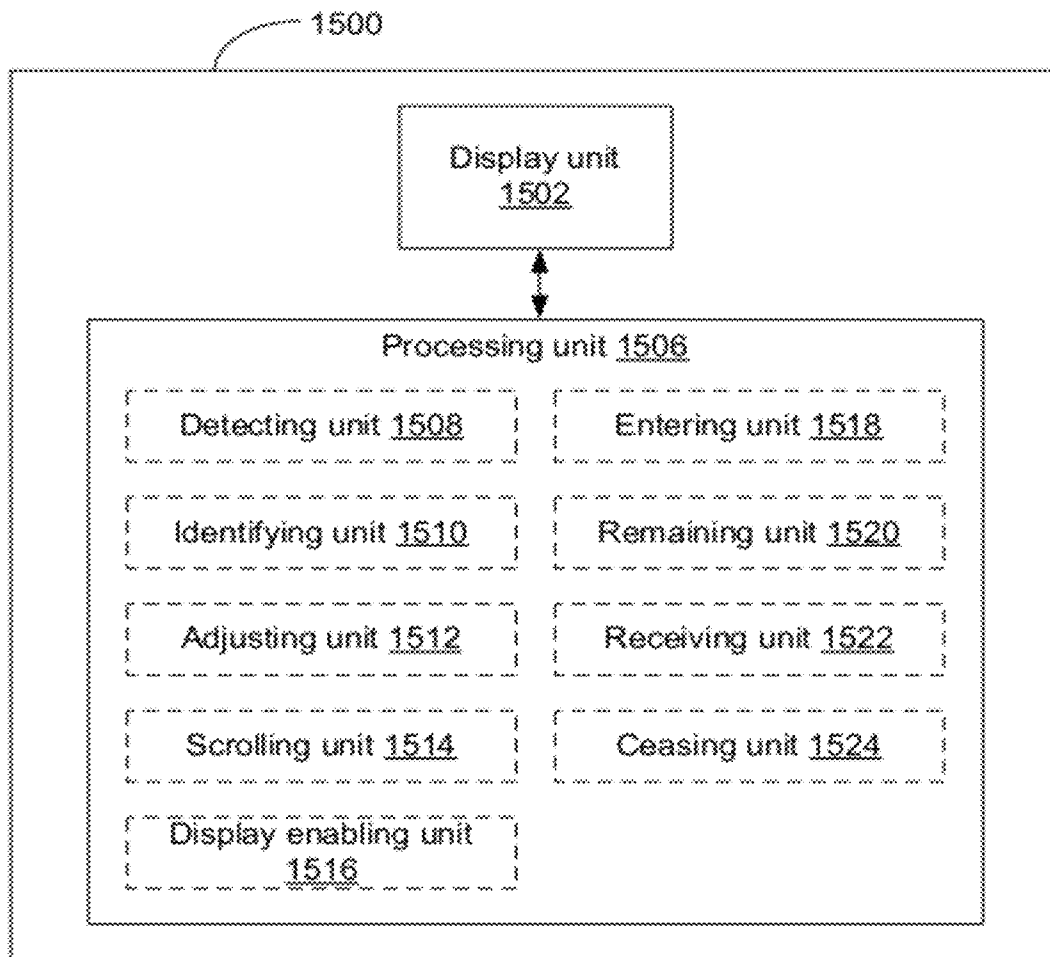 1500
Display unit
1502
Processing unit 1506
Detecting unit 1508
Entering unit 1518
Identifying unit 1510
Remaining unit 1520
Adjusting unit 1512
Receiving unit 1522
Scrolling unit 1514
Ceasing unit 1524
Display enabling unit
1516